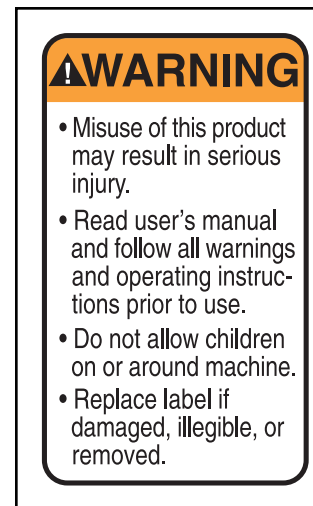 WARNING
• Misuse of this product
may result in serious
injury.
• Read user's manual
and follow all warnings
and operating instruc-
tions prior to use.
• Do not allow children
on or around machine.
• Replace label if
damaged, illegible, or
removed.